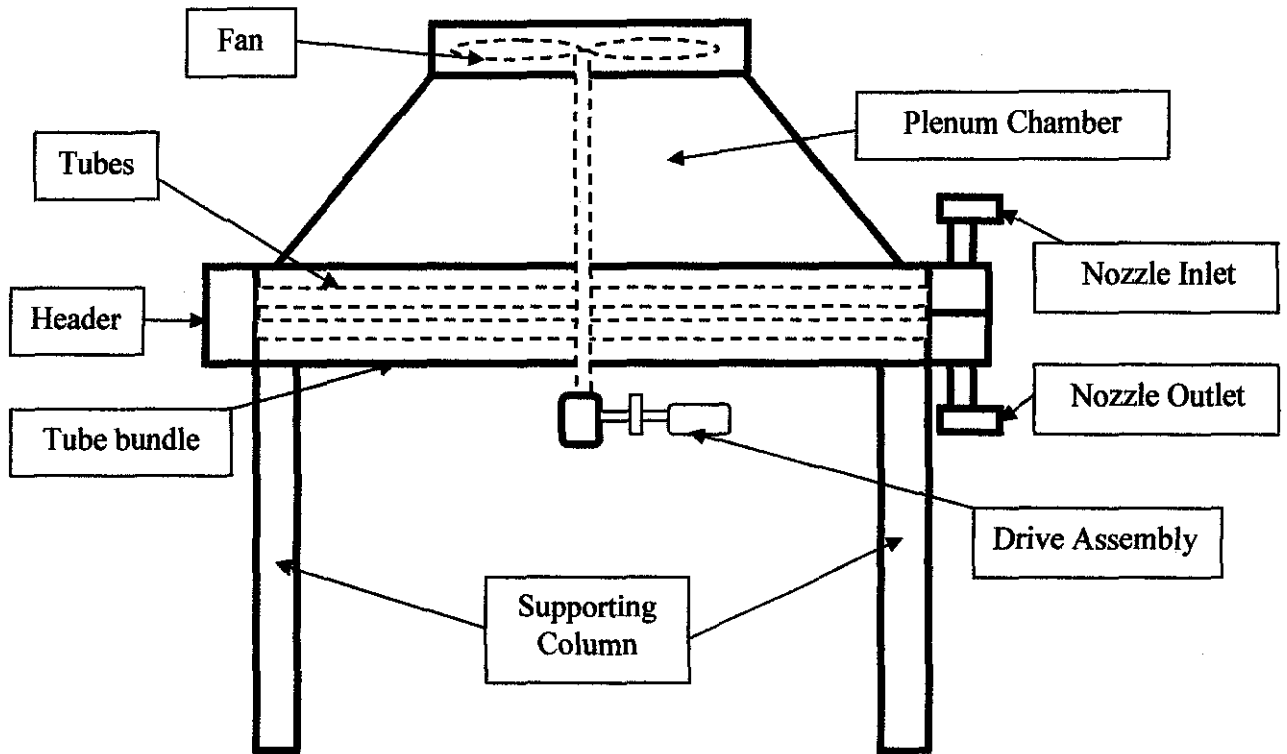 Fan
Plenum Chamber
Tubes
Nozzle Inlet
Header
Nozzle Outlet
Tube bundle
Drive Assembly
Supporting
Column